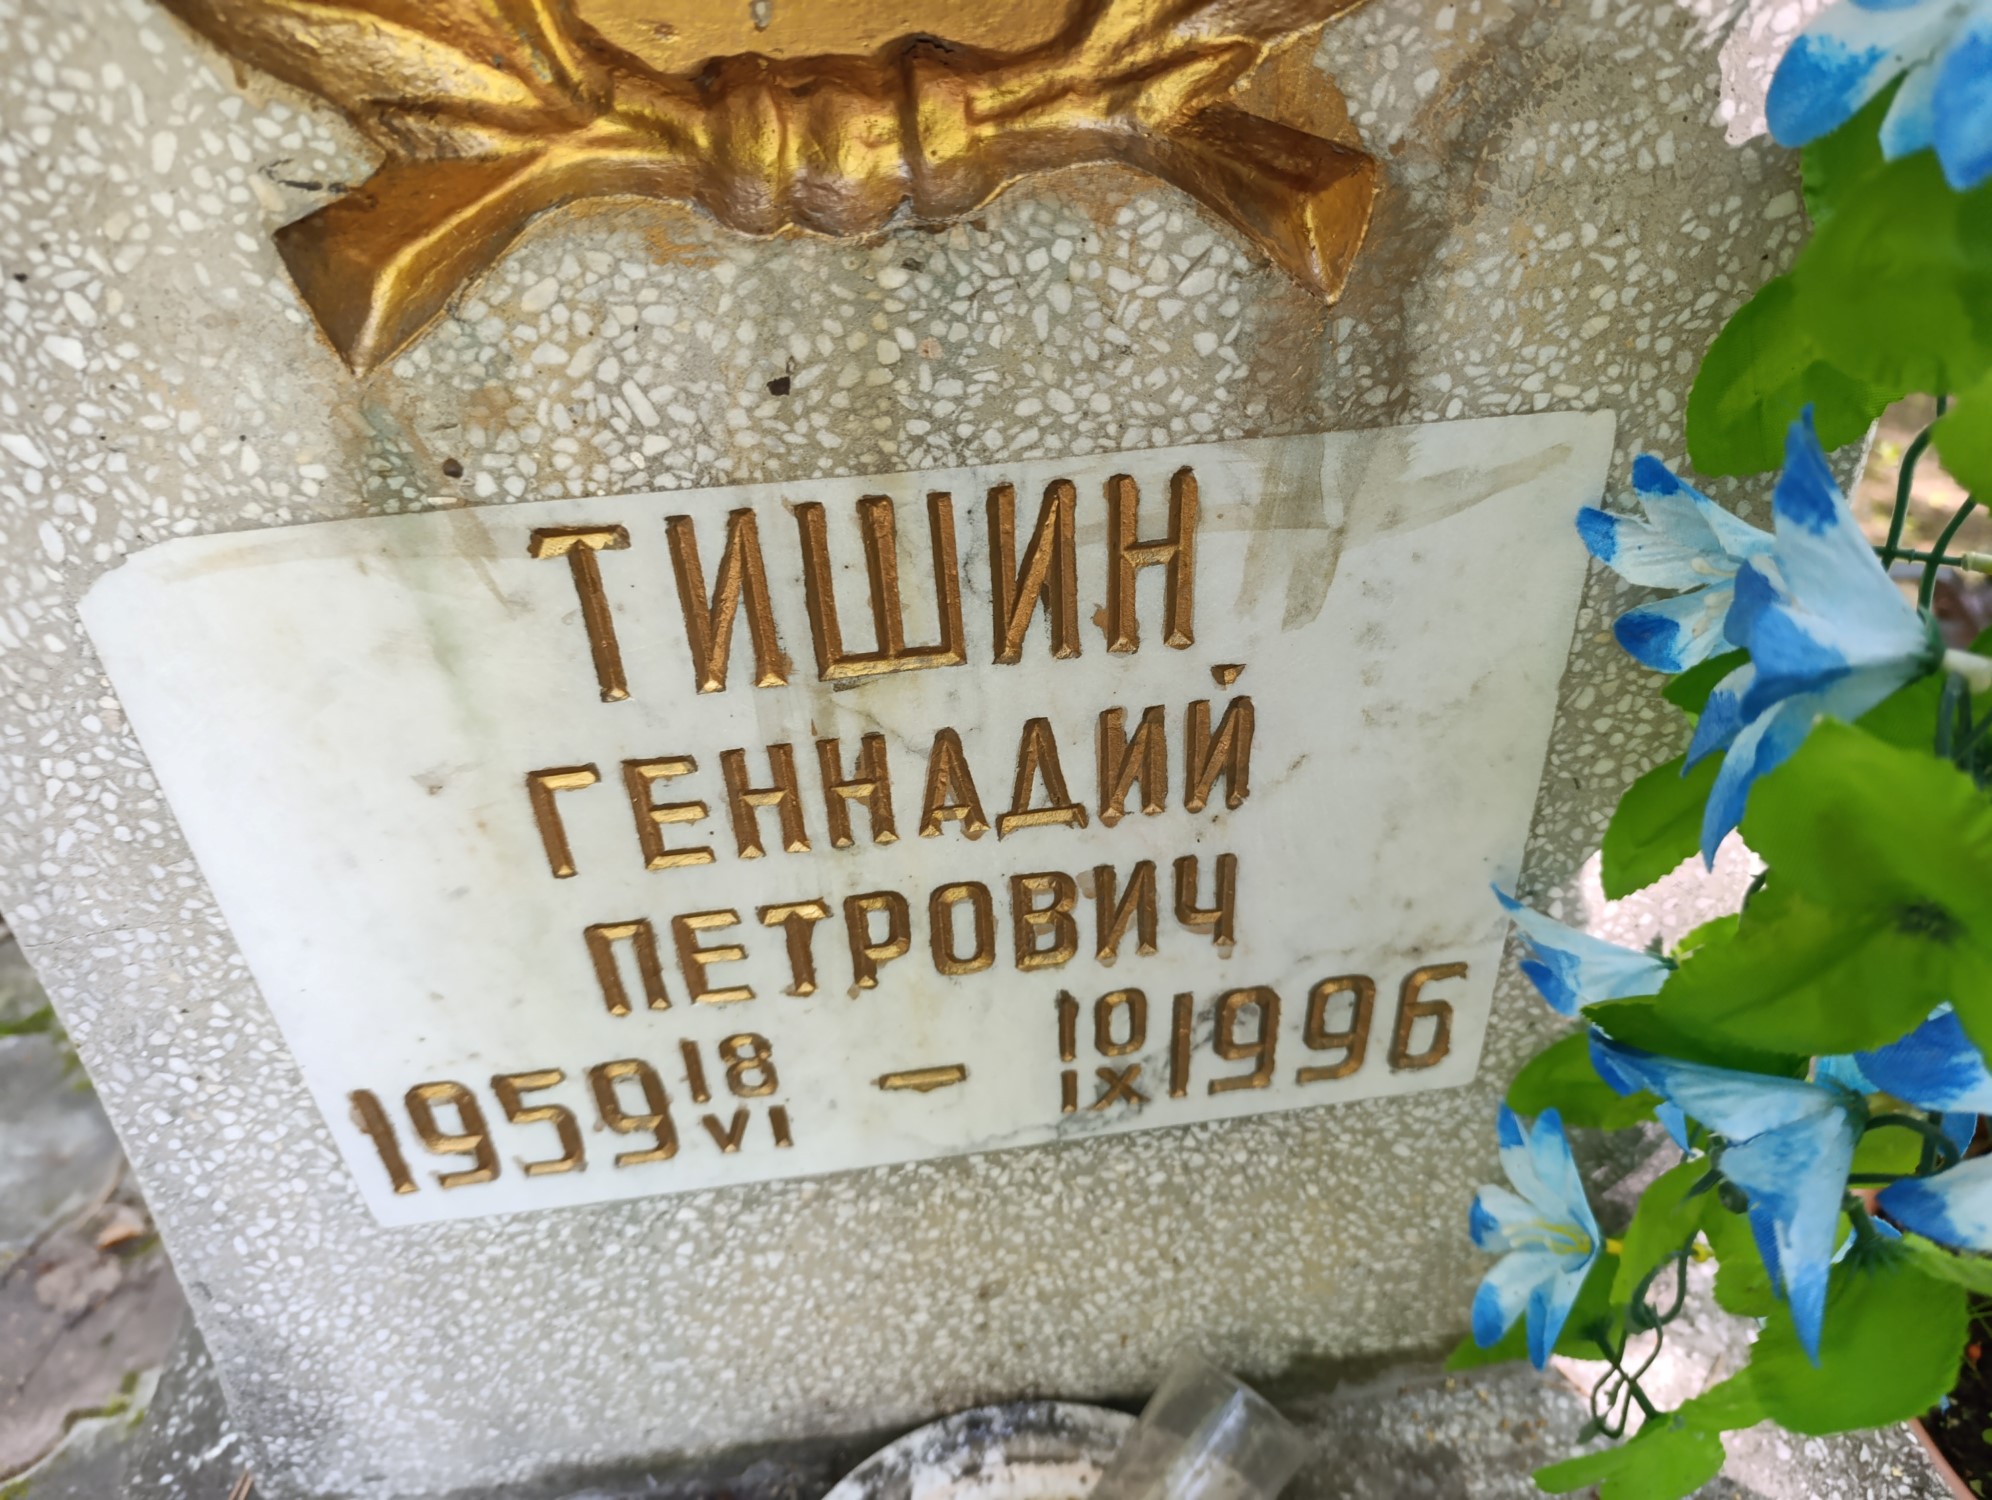 ТИШИН
ГЕННАДИЙ
ПЕТРОВИЧ
1959 18/VI – 10/IX 1996